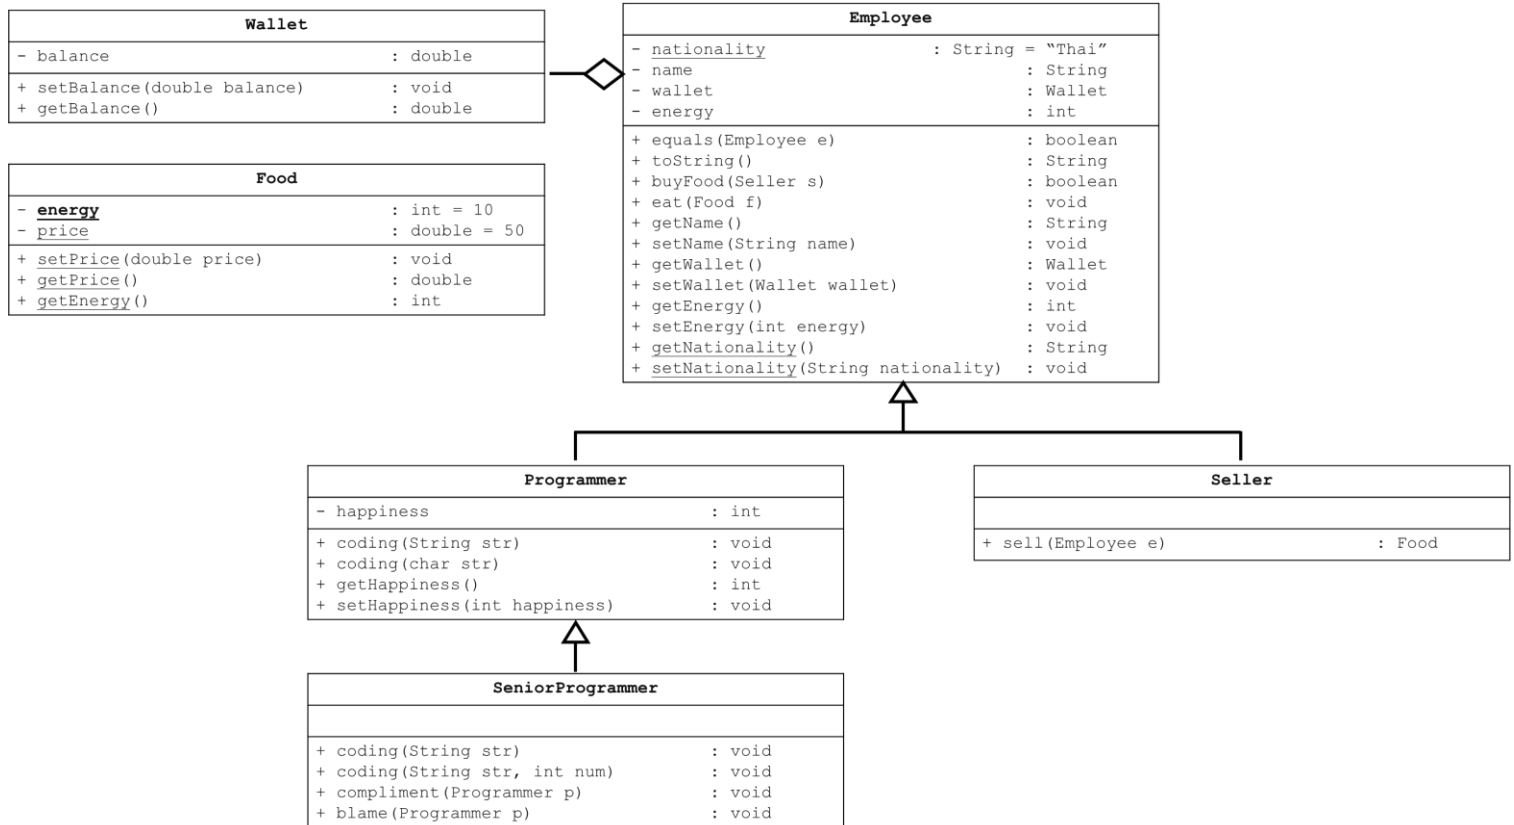 Wallet
- balance : double
+ setBalance(double balance) : void
+ getBalance() : double
Food
- energy : int = 10
- price : double = 50
+ setPrice(double price) : void
+ getPrice() : double
+ getEnergy() : int
Employee
- nationality : String = “Thai”
- name : String
- wallet : Wallet
- energy : int
+ equals(Employee e) : boolean
+ toString() : String
+ buyFood(Seller s) : boolean
+ eat(Food f) : void
+ getName() : String
+ setName(String name) : void
+ getWallet() : Wallet
+ setWallet(Wallet wallet) : void
+ getEnergy() : int
+ setEnergy(int energy) : void
+ getNationality() : String
+ setNationality(String nationality) : void
Programmer
- happiness : int
+ coding(String str) : void
+ coding(char str) : void
+ getHappiness() : int
+ setHappiness(int happiness) : void
Seller
+ sell(Employee e) : Food
SeniorProgrammer
+ coding(String str) : void
+ coding(String str, int num) : void
+ compliment(Programmer p) : void
+ blame(Programmer p) : void